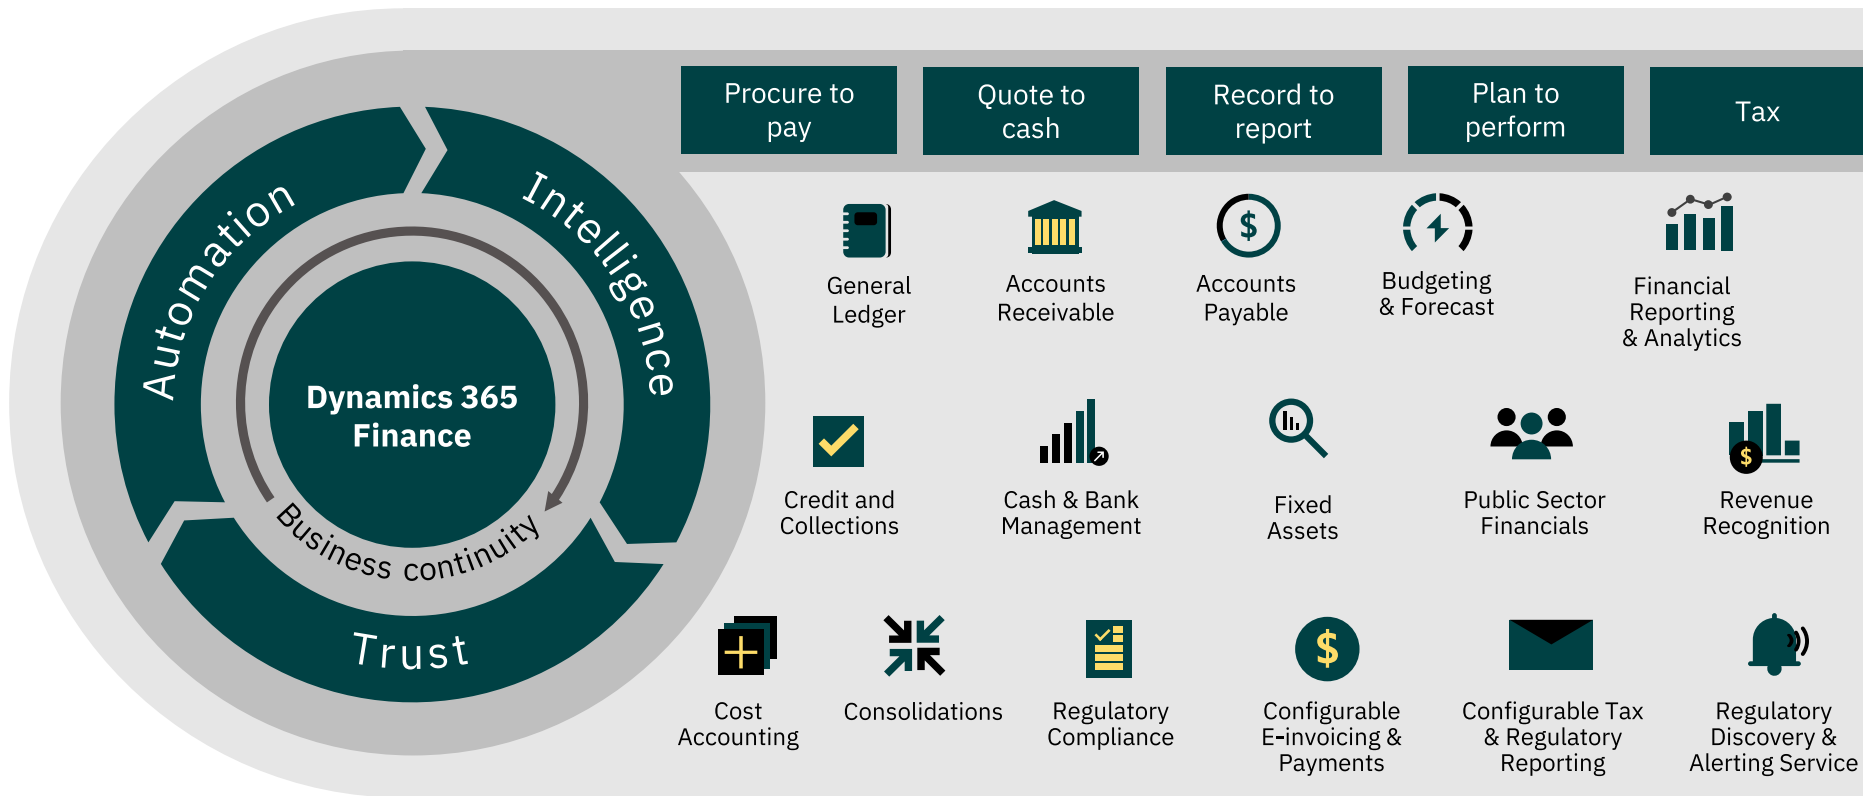 Automation
Intelligence
Trust
Dynamics 365
Finance
Business continuity
Procure to
pay
Quote to
cash
Record to
report
Plan to
perform
Tax
General
Ledger
Accounts
Receivable
$
Accounts
Payable
Budgeting
& Forecast
Financial
Reporting
& Analytics
Credit and
Collections
Cash & Bank
Management
Fixed
Assets
Public Sector
Financials
$
Revenue
Recognition
Cost
Accounting
Consolidations
Regulatory
Compliance
$
Configurable
E-invoicing &
Payments
Configurable Tax
& Regulatory
Reporting
Regulatory
Discovery &
Alerting Service